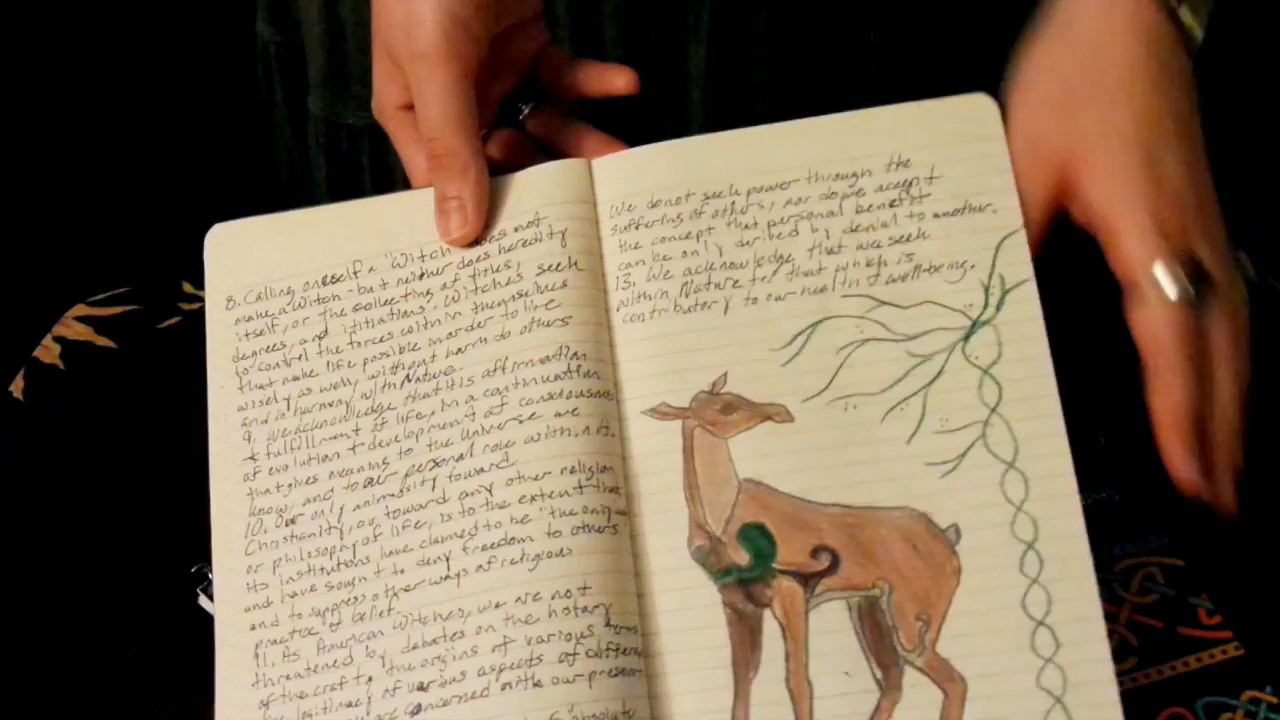 8. Calling oneself a "Witch" does not
make a Witch - but neither does heredity
itself, or the collecting of titles,
degrees, and ititiations. Witches seek
to control the forces within themselves
that make life possible in order to live
wisely as well, without harm to others
and in harmony with Nature.
9. We acknowledge that it is affirmation
& fulfillment of life, in a continuation
of evolution & development of consciousness
that gives meaning to the Universe we
know, and to our personal role within it.
10. Our only animosity toward
Christianity, or toward any other religion
or philosophy of life, is to the extent that
its institutions have claimed to be "the only"
and have sought to deny freedom to others
and to suppress other ways of religious
practice & belief.
11. As American Witches, we are not
threatened by debates on the history
of the craft, the origins of various terms
legitimacy of various aspects of
are concerned with our present
"absolute
We do not seek power through the
suffering of others, nor do we accept
the concept that personal benefit
can be only derived by denial to another.
13. We acknowledge that we seek
within Nature for that which is
contributory to our health & well-being.